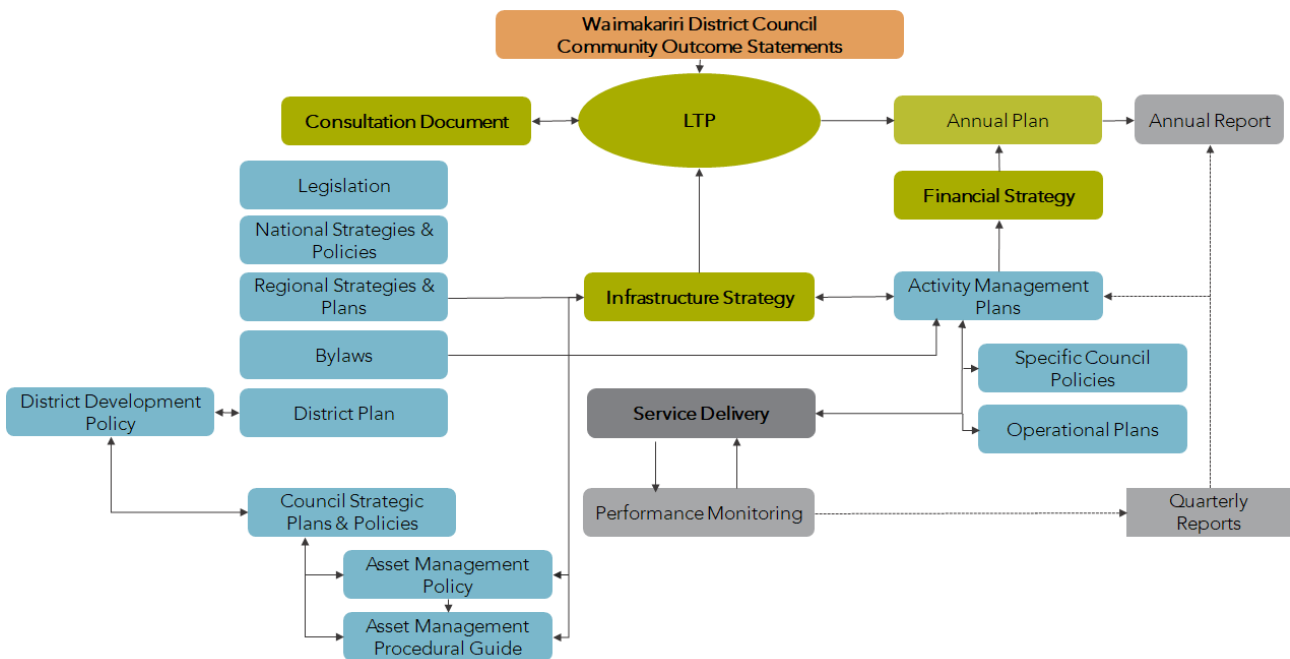 Waimakariri District Council
Community Outcome Statements
Consultation Document
LTP
Annual Plan
Annual Report
Legislation
Financial Strategy
National Strategies &
Policies
Regional Strategies &
Plans
Infrastructure Strategy
Activity Management
Plans
Bylaws
Specific Council
Policies
District Development
Policy
District Plan
Service Delivery
Operational Plans
Council Strategic
Plans & Policies
Performance Monitoring
Quarterly
Reports
Asset Management
Policy
Asset Management
Procedural Guide